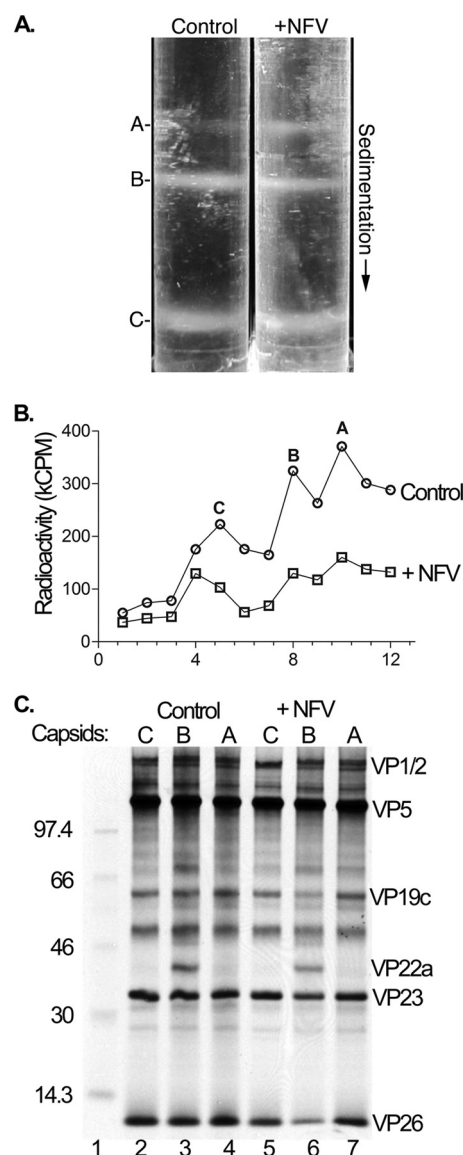 A.
Control +NFV
A-
B-
C-
Sedimentation
B.
400
300
200
100
0
Radioactivity (kCPM)
A
B
C
Control
+ NFV
0 4 8 12
C.
Control + NFV
Capsids: C B A C B A
VP1/2
VP5
97.4
66
VP19c
46
VP22a
VP23
30
14.3
VP26
1 2 3 4 5 6 7